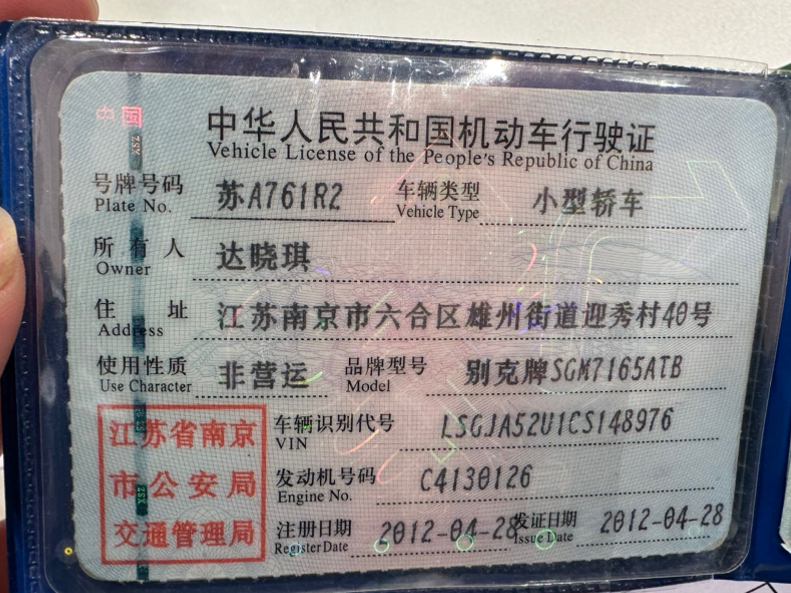 中国
中华人民共和国机动车行驶证
Vehicle License of the People's Republic of China
号牌号码 苏A761R2 车辆类型 小型轿车
Plate No. Vehicle Type
所有人 达晓琪
Owner
住址 江苏南京市六合区雄州街道迎秀村40号
Address
使用性质 非营运 品牌型号 别克牌SGM7165ATB
Use Character Model
江苏省南京
市公安局
交通管理局
车辆识别代号 LSGJA52U1CS148976
VIN
发动机号码 C4130126
Engine No.
注册日期 2012-04-28 发证日期 2012-04-28
Register Date Issue Date